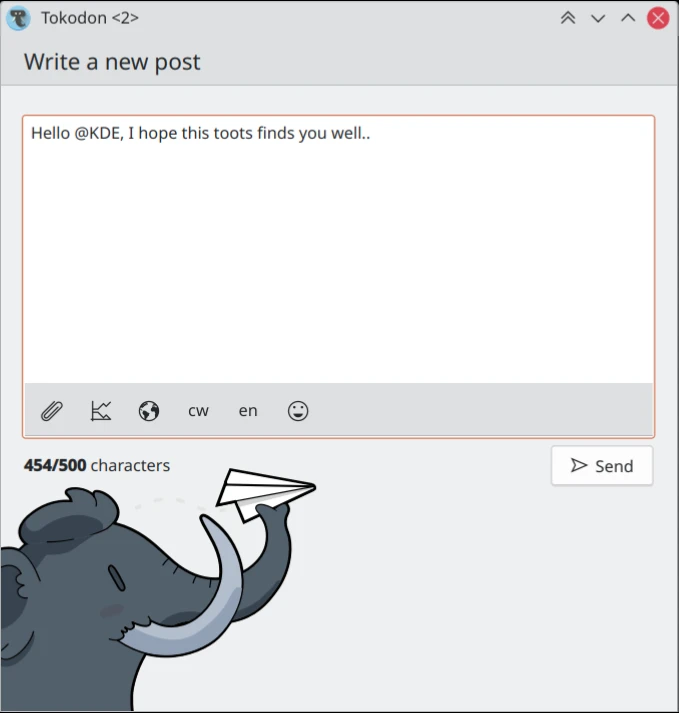 Tokodon <2>
Write a new post
Hello @KDE, I hope this toots finds you well..
cw en
454/500 characters
Send